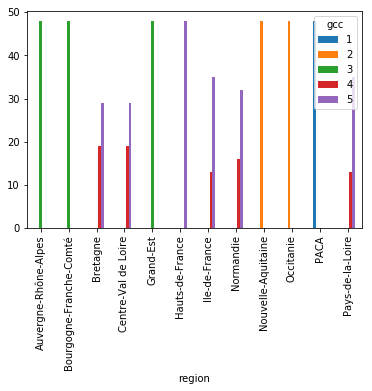 gcc
1
2
3
4
5
50
40
30
20
10
0
Auvergne-Rhône-Alpes
Bourgogne-Franche-Comté
Bretagne
Centre-Val de Loire
Grand-Est
Hauts-de-France
Ile-de-France
Normandie
Nouvelle-Aquitaine
Occitanie
PACA
Pays-de-la-Loire
region